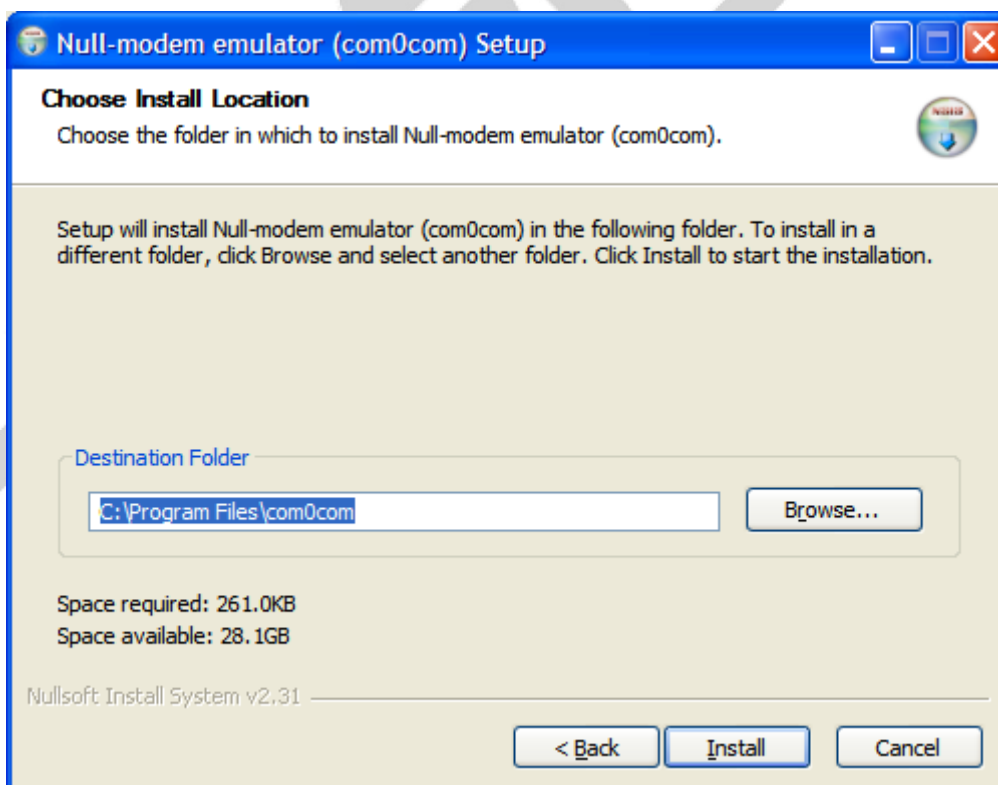 Null-modem emulator (com0com) Setup
Choose Install Location
Choose the folder in which to install Null-modem emulator (com0com).
Setup will install Null-modem emulator (com0com) in the following folder. To install in a
different folder, click Browse and select another folder. Click Install to start the installation.
Destination Folder
C:\Program Files\com0com
Browse...
Space required: 261.0KB
Space available: 28.1GB
Nullsoft Install System v2.31
< Back
Install
Cancel